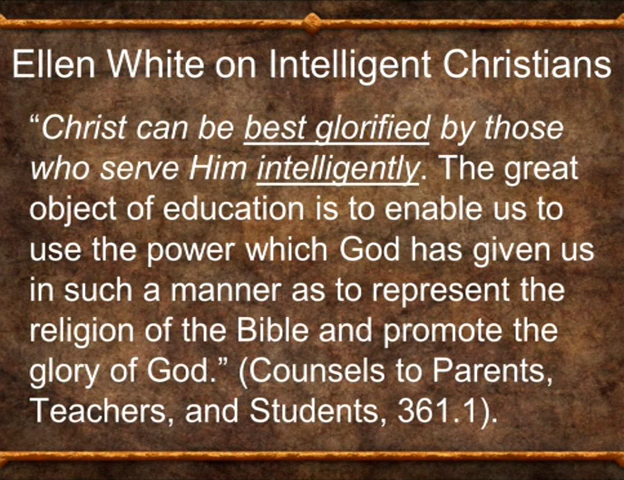 Ellen White on Intelligent Christians
“Christ can be best glorified by those
who serve Him intelligently. The great
object of education is to enable us to
use the power which God has given us
in such a manner as to represent the
religion of the Bible and promote the
glory of God.” (Counsels to Parents,
Teachers, and Students, 361.1).